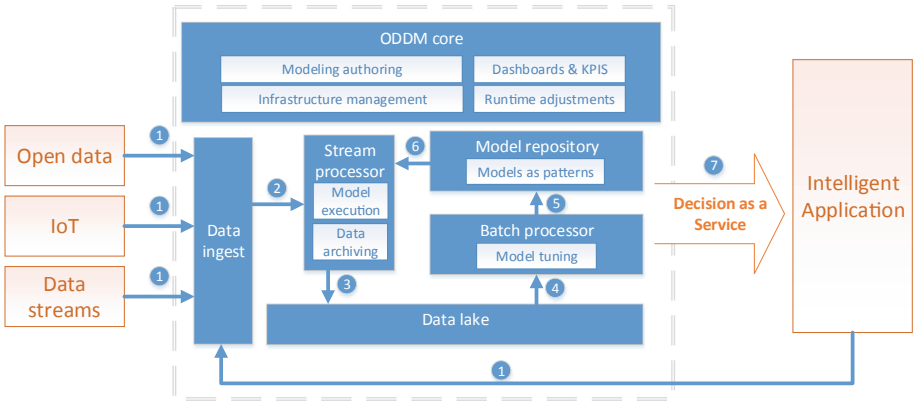 ODDM core
Modeling authoring
Dashboards & KPIS
Infrastructure management
Runtime adjustments
1
Open data
1
IoT
1
Data
streams
Data
ingest
2
Stream
processor
Model
execution
Data
archiving
3
6
Model repository
Models as patterns
5
Batch processor
Model tuning
4
Data lake
7
Decision as a
Service
Intelligent
Application
1